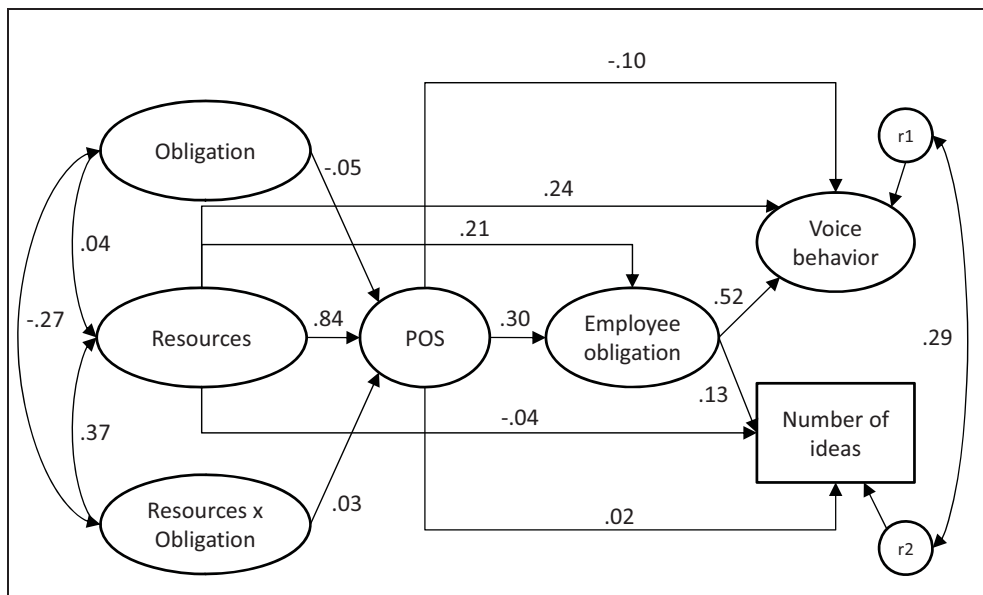 -.10
r1
Obligation
-.05
.24
Voice
behavior
.21
.04
-.27
Resources
.84
POS
.30
Employee
obligation
.52
.29
.13
.37
-.04
Number of
ideas
Resources x
Obligation
.03
.02
r2